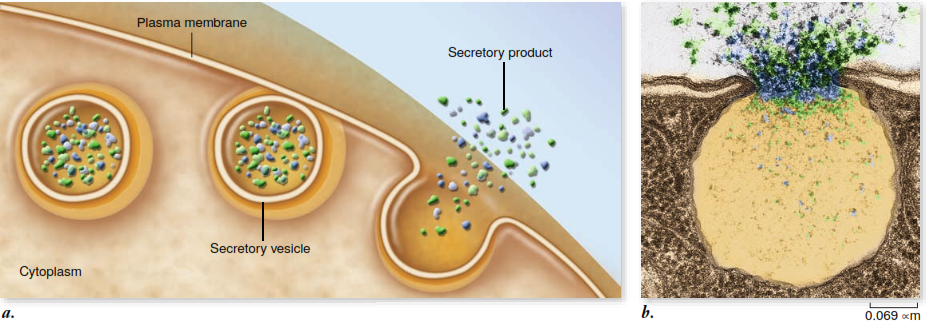 Plasma membrane
Secretory product
Secretory vesicle
Cytoplasm
a.
b.
0.069 ∝m